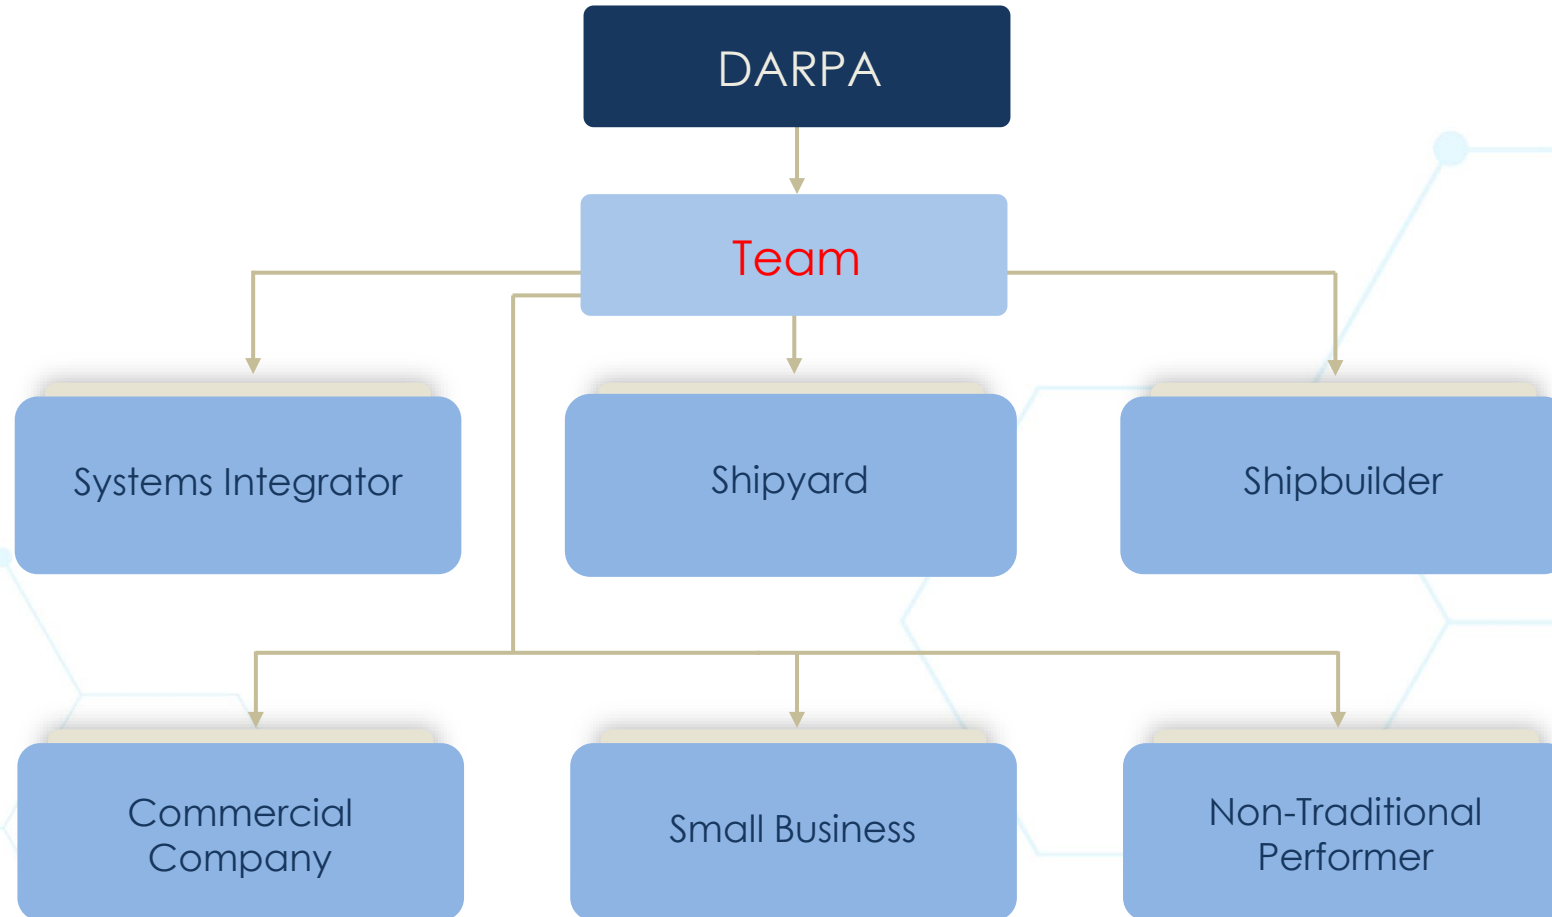 DARPA
Team
Systems Integrator
Shipyard
Shipbuilder
Commercial
Company
Small Business
Non-Traditional
Performer